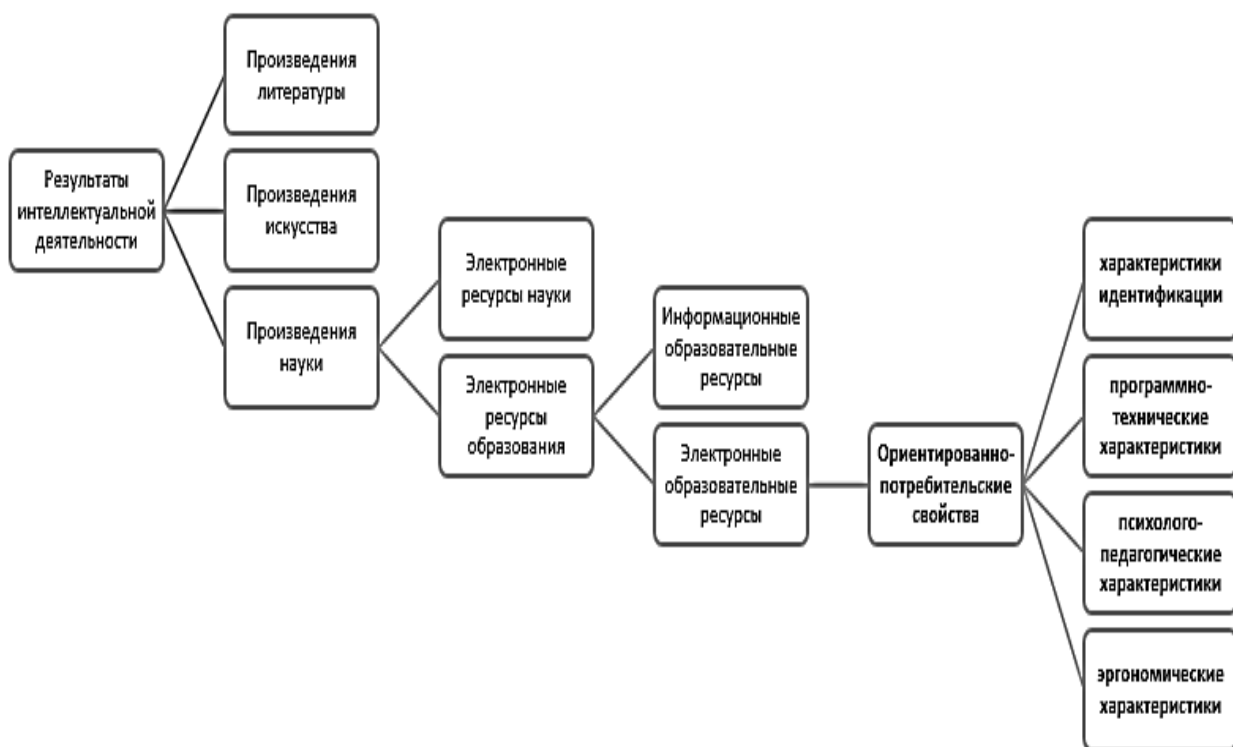 Результаты
интеллектуальной
деятельности
Произведения
литературы
Произведения
искусства
Произведения
науки
Электронные
ресурсы науки
Электронные
ресурсы
образования
Информационные
образовательные
ресурсы
Электронные
образовательные
ресурсы
Ориентированно-
потребительские
свойства
характеристики
идентификации
программно-
технические
характеристики
психолого-
педагогические
характеристики
эргономические
характеристики